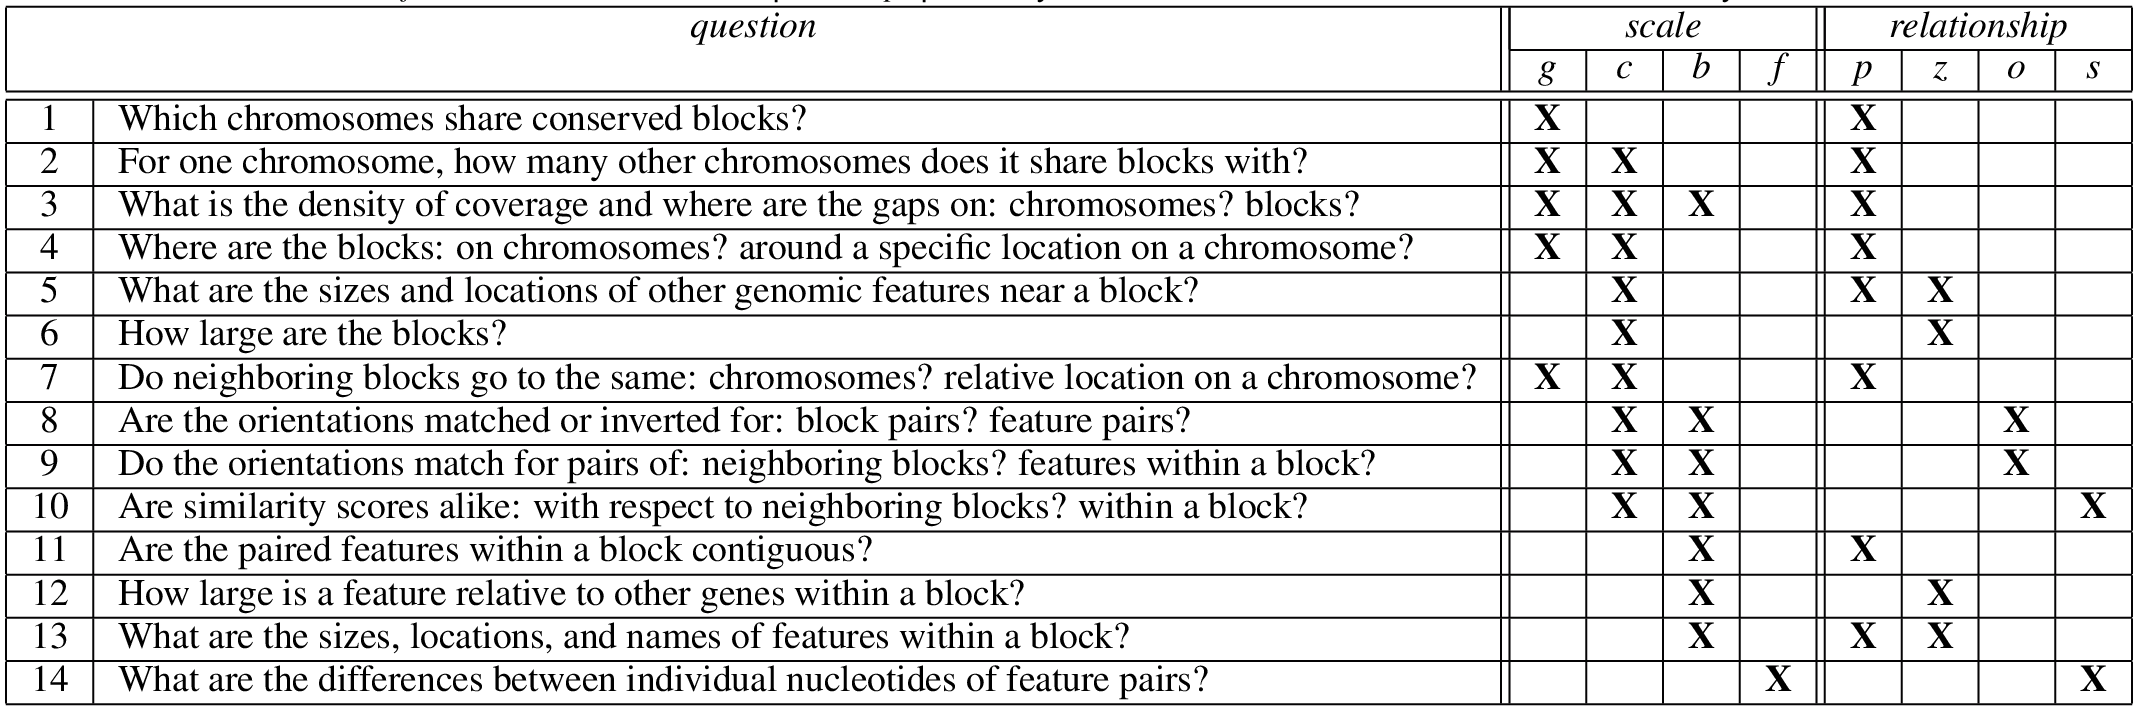 question scale relationship
g c b f p z o s
1 Which chromosomes share conserved blocks? X X
2 For one chromosome, how many other chromosomes does it share blocks with? X X X
3 What is the density of coverage and where are the gaps on: chromosomes? blocks? X X X X
4 Where are the blocks: on chromosomes? around a specific location on a chromosome? X X X
5 What are the sizes and locations of other genomic features near a block? X X X
6 How large are the blocks? X X
7 Do neighboring blocks go to the same: chromosomes? relative location on a chromosome? X X X
8 Are the orientations matched or inverted for: block pairs? feature pairs? X X X
9 Do the orientations match for pairs of: neighboring blocks? features within a block? X X X
10 Are similarity scores alike: with respect to neighboring blocks? within a block? X X X
11 Are the paired features within a block contiguous? X X
12 How large is a feature relative to other genes within a block? X X
13 What are the sizes, locations, and names of features within a block? X X X
14 What are the differences between individual nucleotides of feature pairs? X X